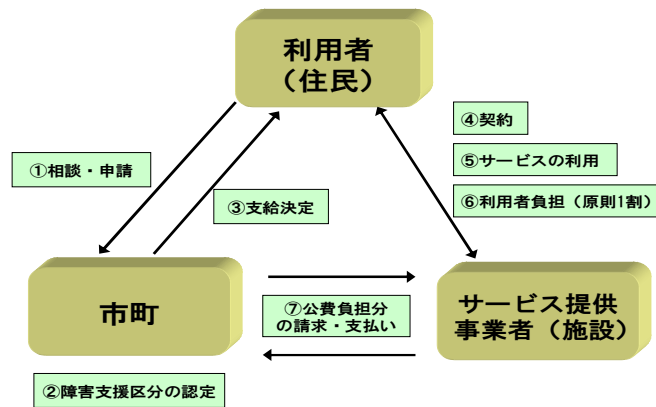 利用者
（住民）
④契約
①相談・申請
⑤サービスの利用
③支給決定
⑥利用者負担（原則1割）
市町
⑦公費負担分
の請求・支払い
サービス提供
事業者（施設）
②障害支援区分の認定